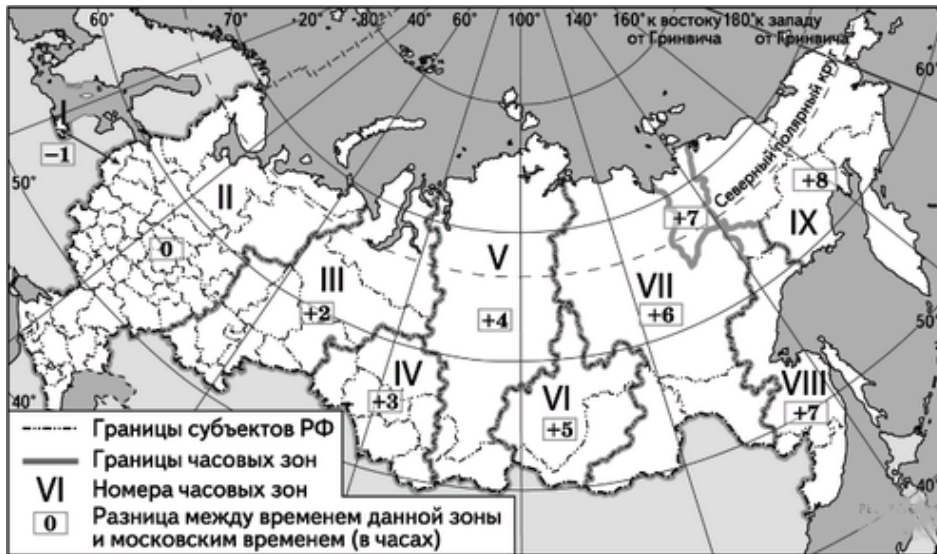 70° 80° 40° 60° 100° 140° 160° к востоку 180° к западу
от Гринвича от Гринвича
60°
60°
I
−1
50°
Северный полярный круг
II
+8
+7
IX
0
V
III
VII
+2
+4
+6
50°
IV
VI
VIII
+3
+5
+7
40°
Границы субъектов РФ
Границы часовых зон
VI Номера часовых зон
0 Разница между временем данной зоны
и московским временем (в часах)